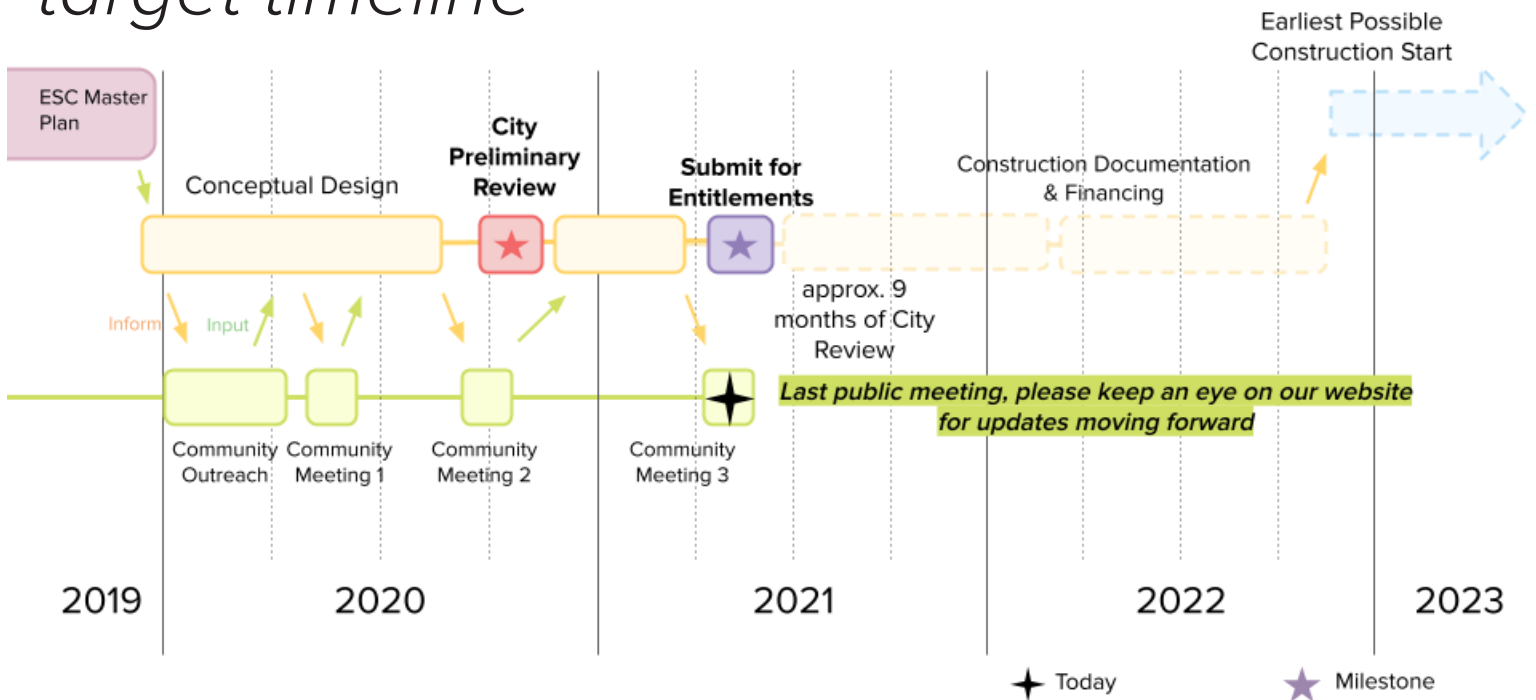 target timeline
Earliest Possible
Construction Start
ESC Master
Plan
City
Preliminary
Review
Conceptual Design
Submit for
Entitlements
Construction Documentation
& Financing
approx. 9
months of City
Review
Inform
Input
Last public meeting, please keep an eye on our website
for updates moving forward
Community
Outreach
Community
Meeting 1
Community
Meeting 2
Community
Meeting 3
2019
2020
2021
2022
2023
Today
Milestone